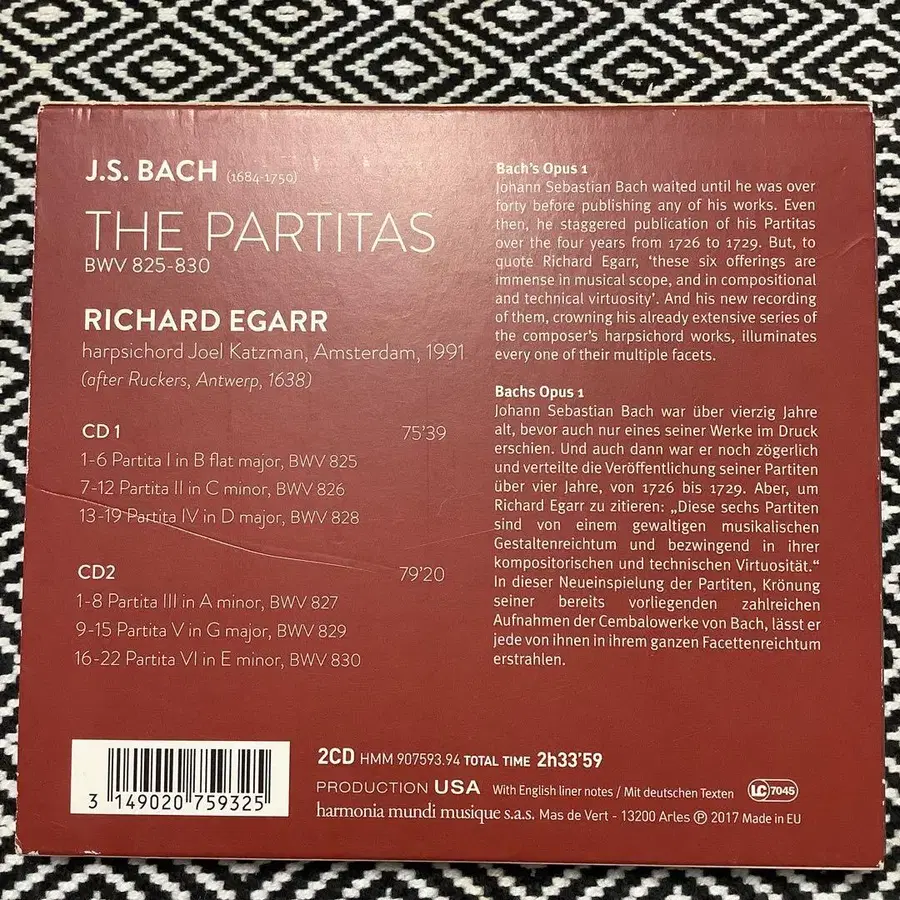 J.S. BACH (1684-1750)
THE PARTITAS
BWV 825-830
RICHARD EGARR
harpsichord Joel Katzman, Amsterdam, 1991
(after Ruckers, Antwerp, 1638)
CD 1 75'39
1-6 Partita I in B flat major, BWV 825
7-12 Partita II in C minor, BWV 826
13-19 Partita IV in D major, BWV 828
CD2 79'20
1-8 Partita III in A minor, BWV 827
9-15 Partita V in G major, BWV 829
16-22 Partita VI in E minor, BWV 830
Bach's Opus 1
Johann Sebastian Bach waited until he was over
forty before publishing any of his works. Even
then, he staggered publication of his Partitas
over the four years from 1726 to 1729. But, to
quote Richard Egarr, ‘these six offerings are
immense in musical scope, and in compositional
and technical virtuosity’. And his new recording
of them, crowning his already extensive series of
the composer's harpsichord works, illuminates
every one of their multiple facets.
Bachs Opus 1
Johann Sebastian Bach war über vierzig Jahre
alt, bevor auch nur eines seiner Werke im Druck
erschien. Und auch dann war er noch zögerlich
und verteilte die Veröffentlichung seiner Partiten
über vier Jahre, von 1726 bis 1729. Aber, um
Richard Egarr zu zitieren: „Diese sechs Partiten
sind von einem gewaltigen musikalischen
Gestaltenreichtum und bezwingend in ihrer
kompositorischen und technischen Virtuosität.“
In dieser Neueinspielung der Partiten, Krönung
seiner bereits vorliegenden zahlreichen
Aufnahmen der Cembalowerke von Bach, lässt er
jede von ihnen in ihrem ganzen Facettenreichtum
erstrahlen.
3 149020 759325
2CD HMM 907593.94 TOTAL TIME 2h33'59
PRODUCTION USA With English liner notes / Mit deutschen Texten LC 7045
harmonia mundi musique s.a.s. Mas de Vert - 13200 Arles ℗ 2017 Made in EU